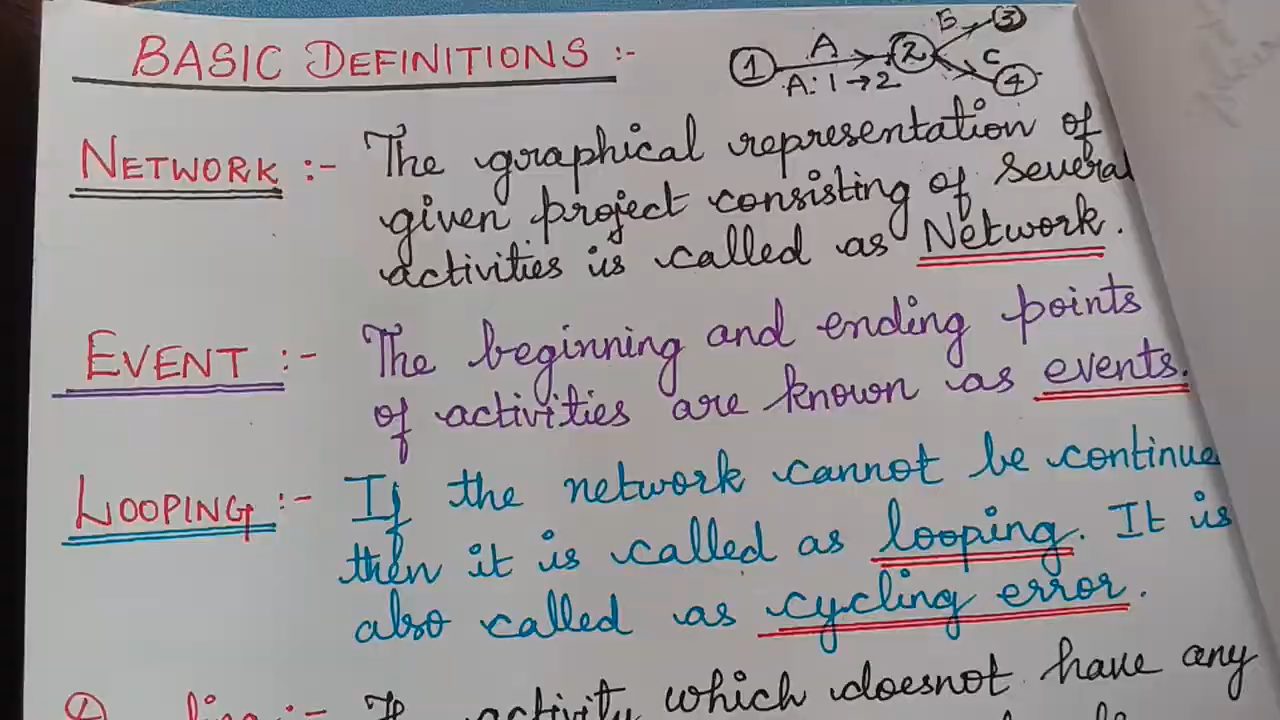 BASIC DEFINITIONS :-
1 A 2 B 3
C 4
A: 1 → 2
NETWORK :- The graphical representation of
given project consisting of several
activities is called as Network.
EVENT :- The beginning and ending points
of activities are known as events.
LOOPING :- If the network cannot be continue
then it is called as looping. It is
also called as cycling error.
activity which doesnot have any